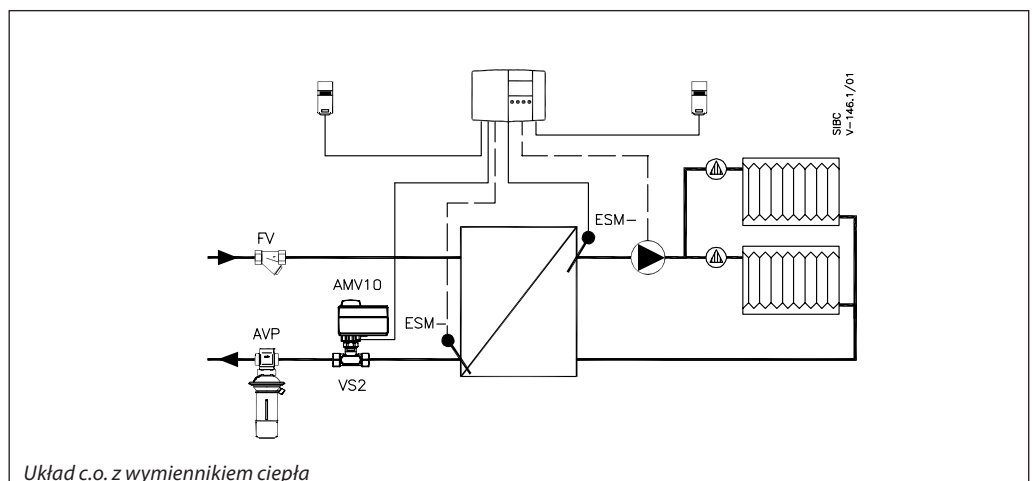 SIBC
V-146.1/01
ESM-
FV
AMV10
ESM-
AVP
VS2
Układ c.o. z wymiennikiem ciepła